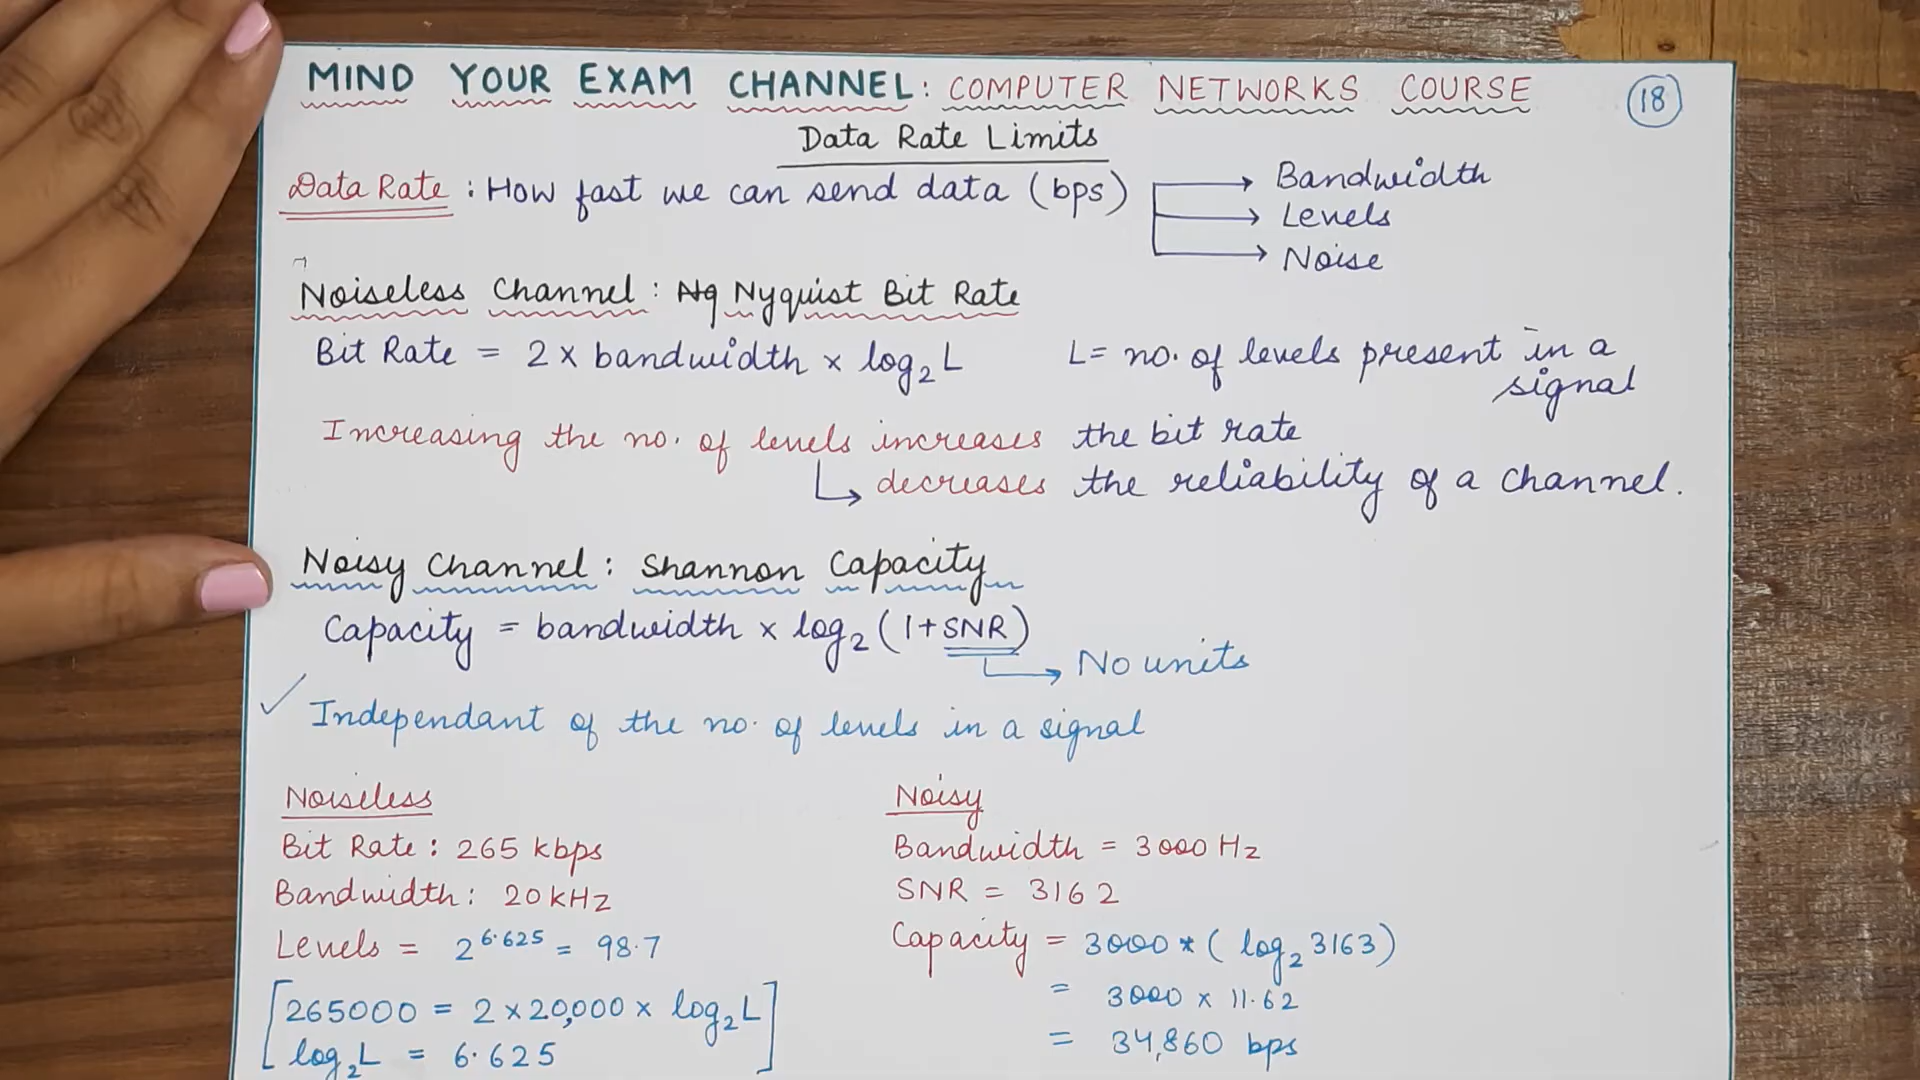 MIND YOUR EXAM CHANNEL: COMPUTER NETWORKS COURSE
18
Data Rate Limits
Data Rate : How fast we can send data (bps)
Bandwidth
Levels
Noise
Noiseless Channel : Nq Nyquist Bit Rate
Bit Rate = 2 × bandwidth × log₂ L
L = no. of levels present in a
signal
Increasing the no. of levels increases the bit rate
decreases the reliability of a channel.
Noisy Channel : Shannon Capacity
Capacity = bandwidth × log₂ (1+SNR)
No units
Independant of the no. of levels in a signal
Noiseless
Bit Rate : 265 kbps
Bandwidth : 20 kHz
Levels = 2^6.625 = 98.7
[265000 = 2 × 20,000 × log₂ L
log₂ L = 6.625]
Noisy
Bandwidth = 3000 Hz
SNR = 3162
Capacity = 3000 * ( log₂ 3163)
= 3000 × 11.62
= 34,860 bps